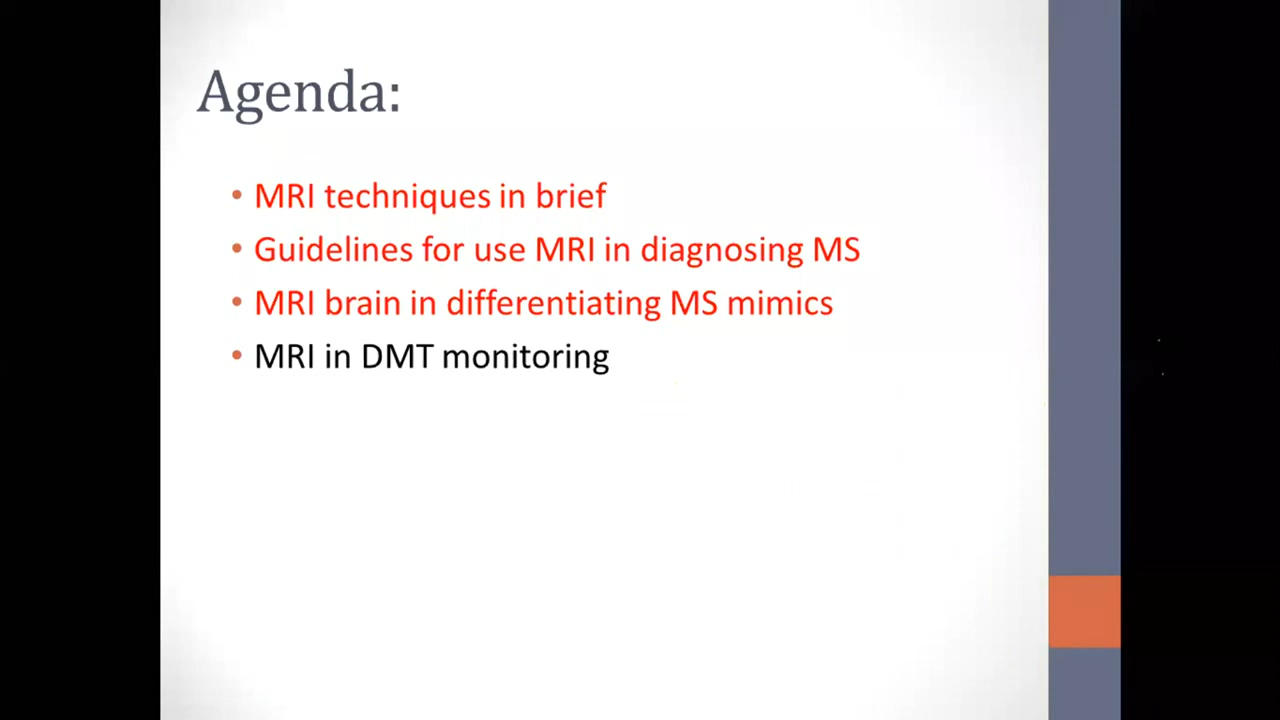 Agenda:
• MRI techniques in brief
• Guidelines for use MRI in diagnosing MS
• MRI brain in differentiating MS mimics
• MRI in DMT monitoring